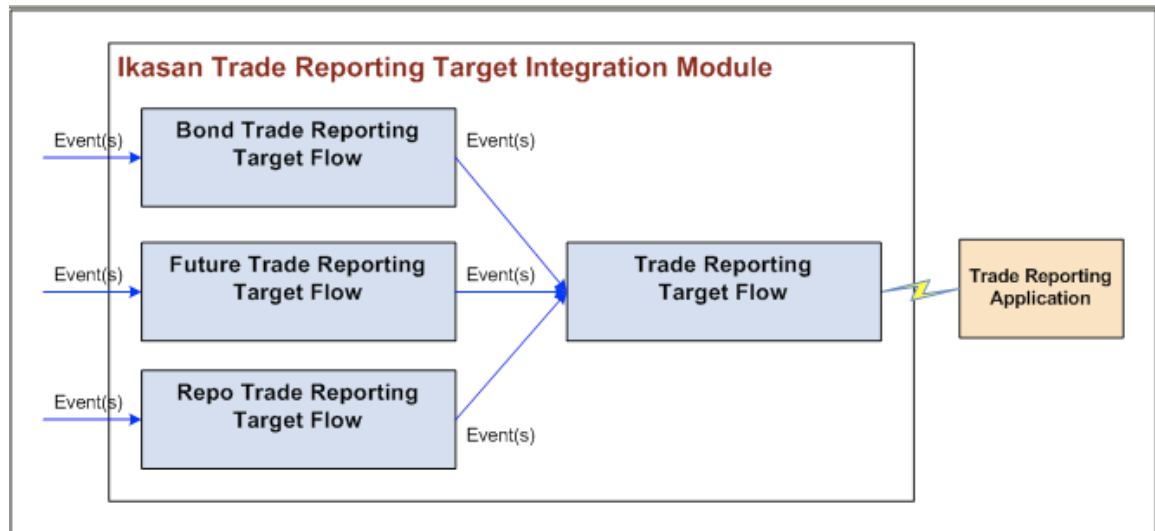 Ikasan Trade Reporting Target Integration Module
Event(s)
Bond Trade Reporting
Target Flow
Event(s)
Event(s)
Future Trade Reporting
Target Flow
Event(s)
Trade Reporting
Target Flow
Trade Reporting
Application
Event(s)
Repo Trade Reporting
Target Flow
Event(s)